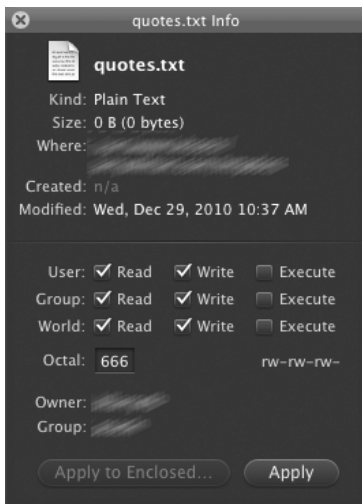 quotes.txt Info
quotes.txt
Kind: Plain Text
Size: 0 B (0 bytes)
Where:
Created: n/a
Modified: Wed, Dec 29, 2010 10:37 AM
User: Read Write Execute
Group: Read Write Execute
World: Read Write Execute
Octal: 666 rw-rw-rw-
Owner:
Group:
Apply to Enclosed... Apply